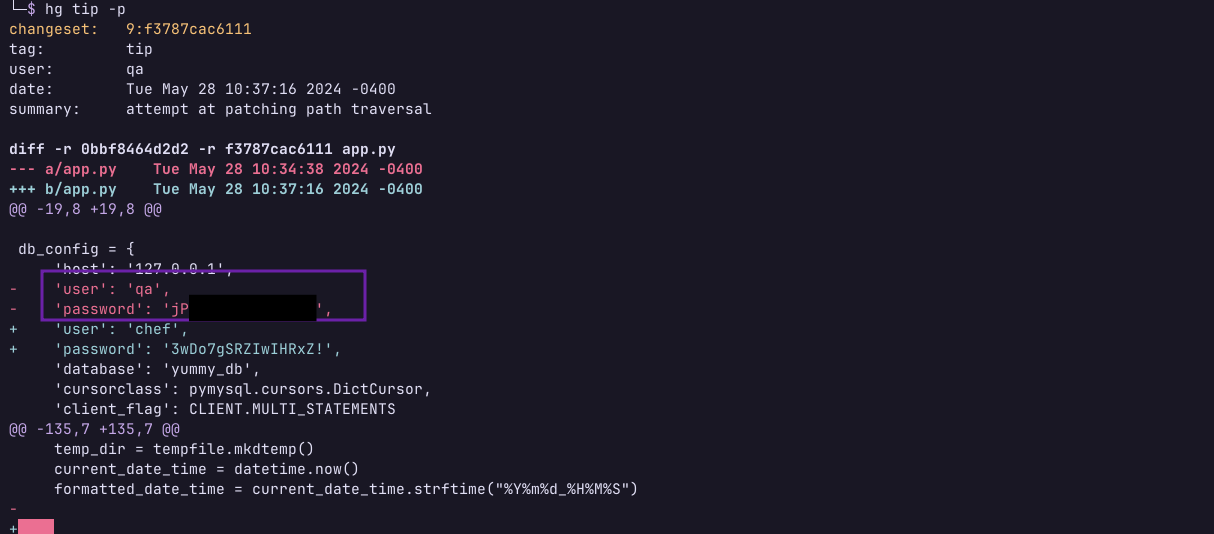 └─$ hg tip -p
changeset:   9:f3787cac6111
tag:         tip
user:        qa
date:        Tue May 28 10:37:16 2024 -0400
summary:     attempt at patching path traversal

diff -r 0bbf8464d2d2 -r f3787cac6111 app.py
--- a/app.py    Tue May 28 10:34:38 2024 -0400
+++ b/app.py    Tue May 28 10:37:16 2024 -0400
@@ -19,8 +19,8 @@

 db_config = {
     'host': '127.0.0.1',
-    'user': 'qa',
-    'password': 'jP              ',
+    'user': 'chef',
+    'password': '3wDo7gSRZIwIHRxZ!',
     'database': 'yummy_db',
     'cursorclass': pymysql.cursors.DictCursor,
     'client_flag': CLIENT.MULTI_STATEMENTS
@@ -135,7 +135,7 @@
     temp_dir = tempfile.mkdtemp()
     current_date_time = datetime.now()
     formatted_date_time = current_date_time.strftime("%Y%m%d_%H%M%S")
-
+